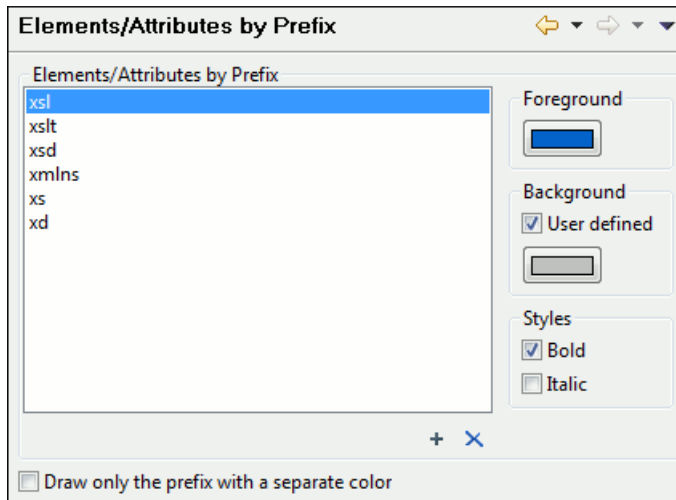 Elements/Attributes by Prefix
Elements/Attributes by Prefix
xsl
xslt
xsd
xmlns
xs
xd
Foreground
Background
User defined
Styles
Bold
Italic
Draw only the prefix with a separate color